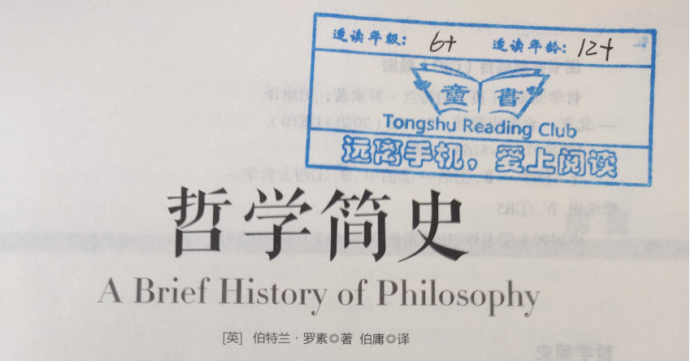 适读年级： 6+ 适读年龄： 12+
童书
Tongshu Reading Club
远离手机，爱上阅读
哲学简史
A Brief History of Philosophy
[英] 伯特兰·罗素◎著 伯庸◎译